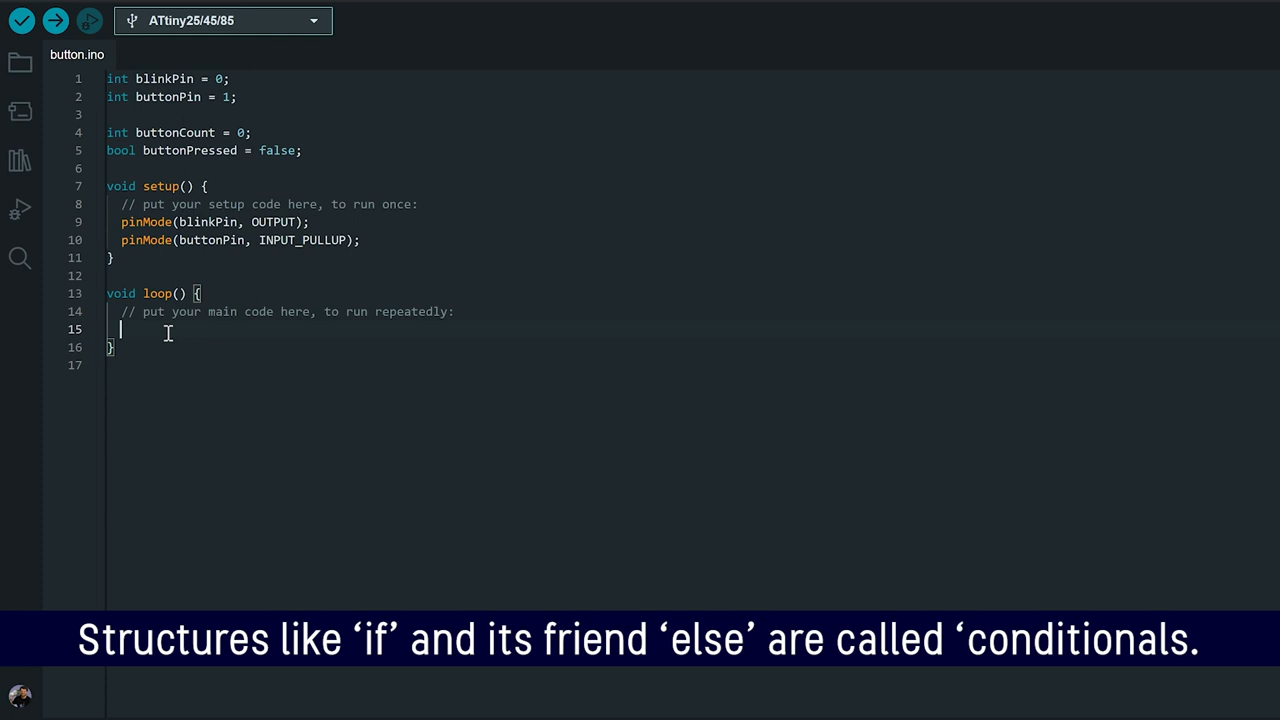 ATtiny25/45/85
button.ino
1 int blinkPin = 0;
2 int buttonPin = 1;
3
4 int buttonCount = 0;
5 bool buttonPressed = false;
6
7 void setup() {
8 // put your setup code here, to run once:
9 pinMode(blinkPin, OUTPUT);
10 pinMode(buttonPin, INPUT_PULLUP);
11 }
12
13 void loop() {
14 // put your main code here, to run repeatedly:
15
16 }
17
Structures like ‘if’ and its friend ‘else’ are called ‘conditionals.